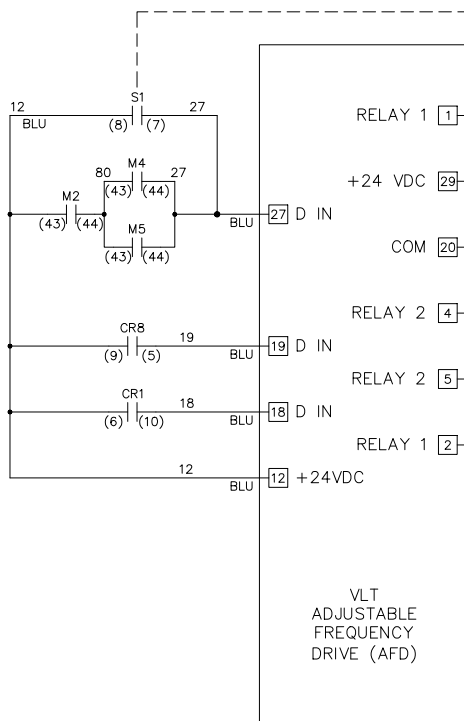 S1
12 27
BLU (8) (7)
RELAY 1 1
80 M4 27
(43) (44)
M2
+24 VDC 29
(43) (44)
27 D IN
BLU
M5
(43) (44)
COM 20
RELAY 2 4
CR8 19
(9) (5) BLU
19 D IN
RELAY 2 5
CR1 18
(6) (10) BLU
18 D IN
RELAY 1 2
12
BLU
12 +24VDC
VLT
ADJUSTABLE
FREQUENCY
DRIVE (AFD)